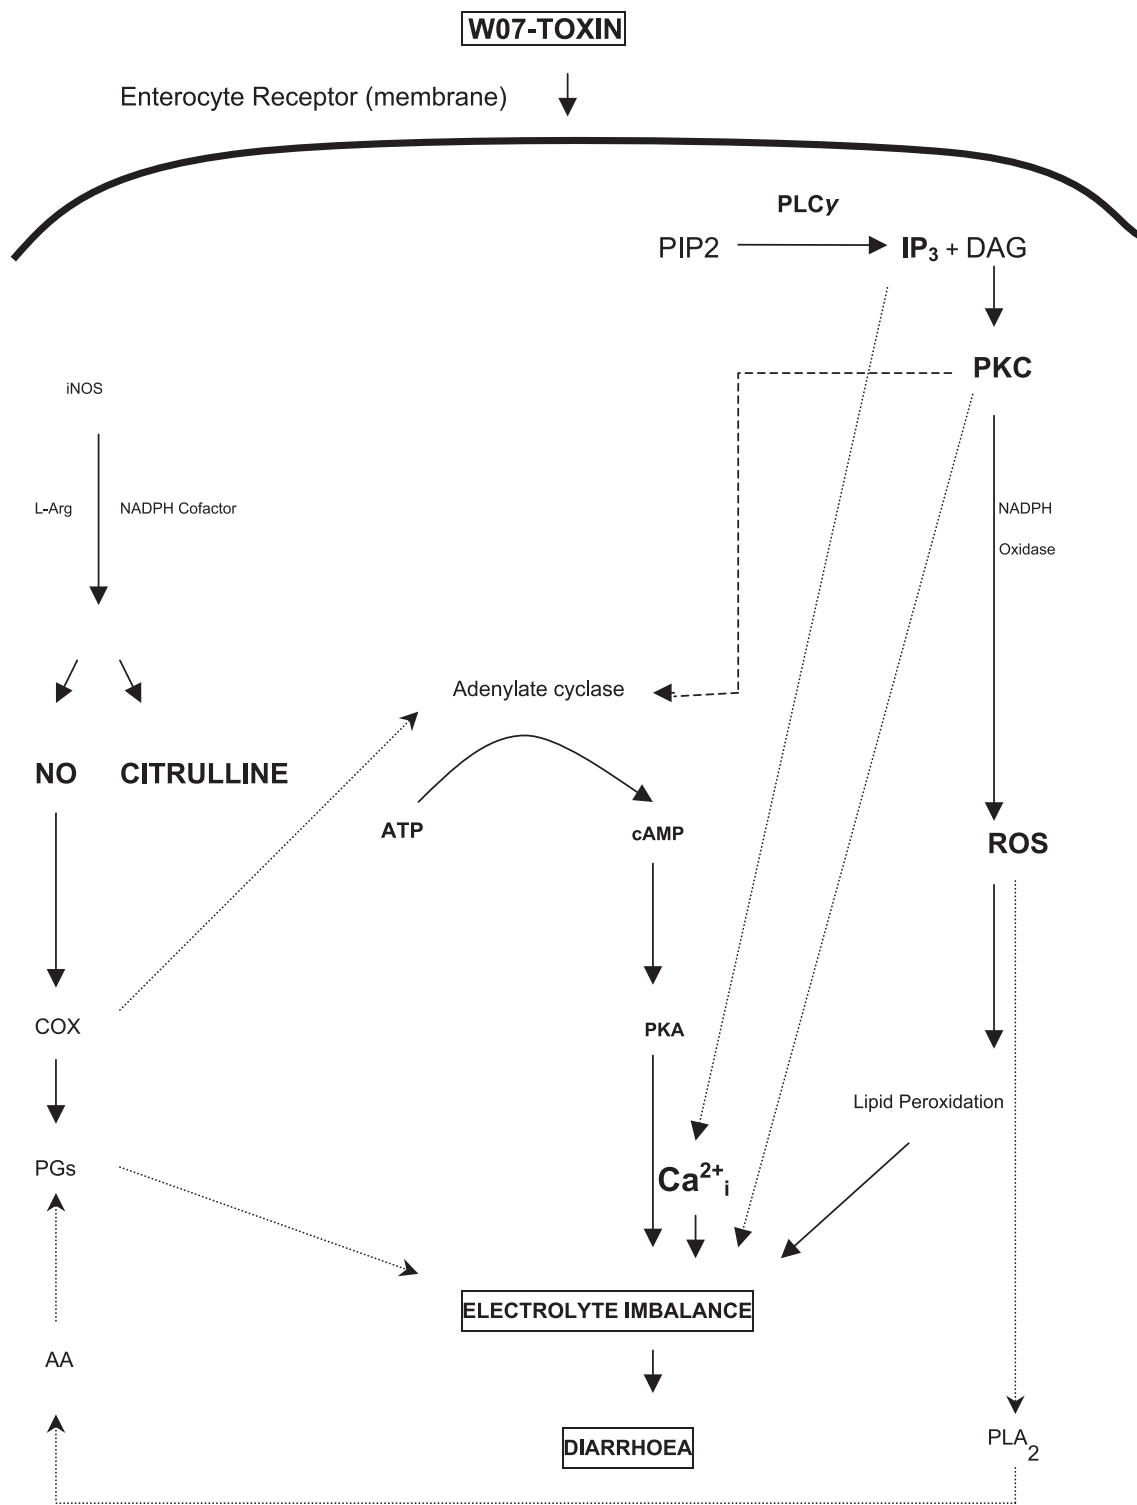 W07-TOXIN
Enterocyte Receptor (membrane)
PLCγ
PIP2
IP₃ + DAG
PKC
iNOS
L-Arg
NADPH Cofactor
NADPH
Oxidase
Adenylate cyclase
NO
CITRULLINE
ATP
cAMP
ROS
COX
PKA
Lipid Peroxidation
PGs
Ca²⁺ᵢ
ELECTROLYTE IMBALANCE
AA
DIARRHOEA
PLA₂